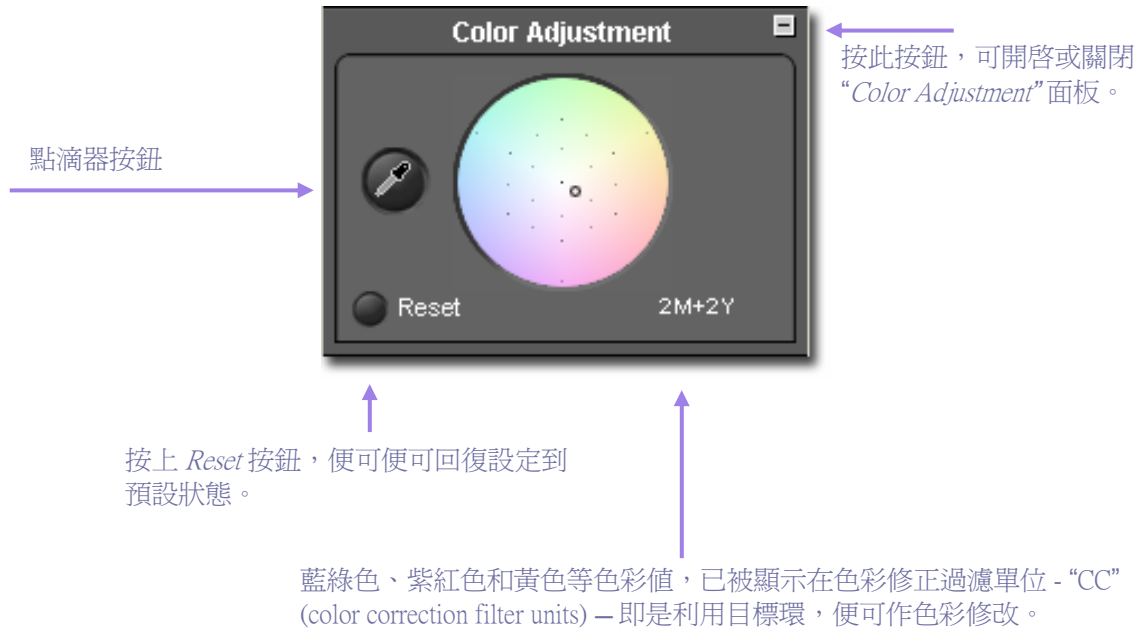 Color Adjustment
按此按鈕，可開啓或關閉
“Color Adjustment” 面板。
點滴器按鈕
Reset
2M+2Y
按上 Reset 按鈕，便可便可回復設定到
預設狀態。
藍綠色、紫紅色和黃色等色彩值，已被顯示在色彩修正過濾單位 - “CC”
(color correction filter units) – 即是利用目標環，便可作色彩修改。